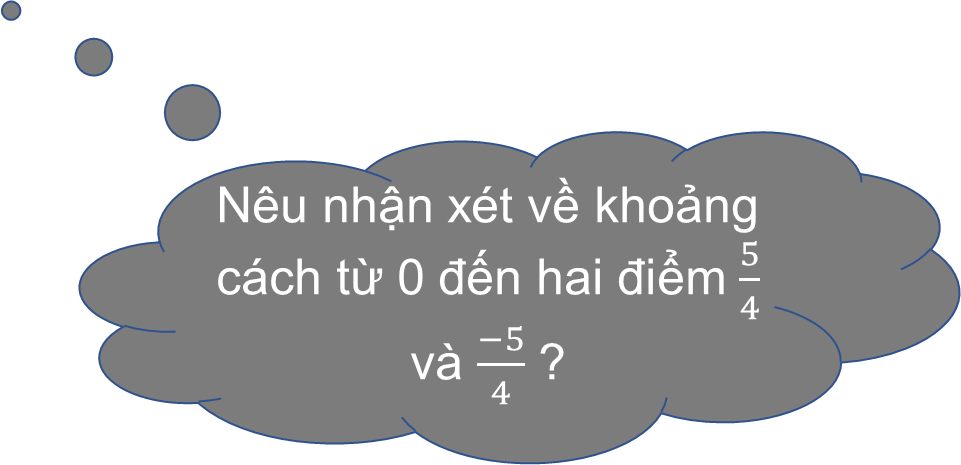 Nêu nhận xét về khoảng
cách từ 0 đến hai điểm 5/4
và −5/4 ?